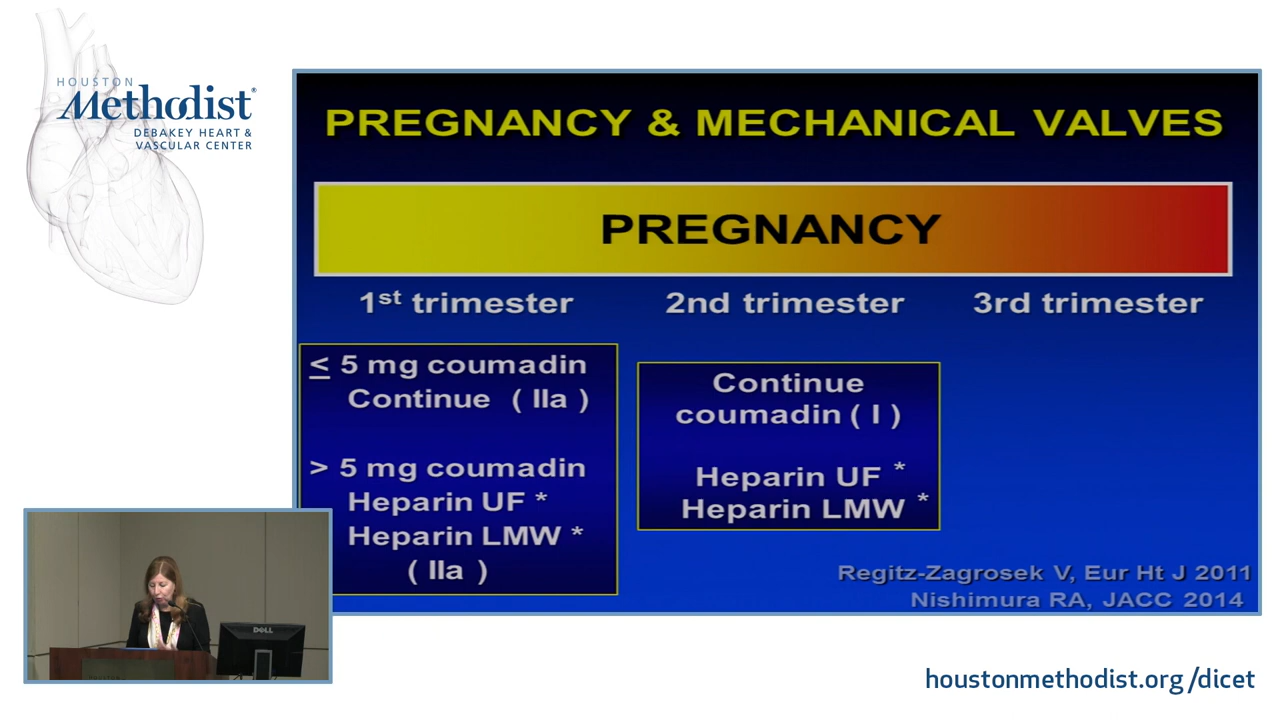 HOUSTON
Methodist®
DEBAKEY HEART &
VASCULAR CENTER
PREGNANCY & MECHANICAL VALVES
PREGNANCY
1st trimester
2nd trimester
3rd trimester
≤ 5 mg coumadin
Continue ( IIa )
> 5 mg coumadin
Heparin UF *
Heparin LMW *
( IIa )
Continue
coumadin ( I )
Heparin UF *
Heparin LMW *
Regitz-Zagrosek V, Eur Ht J 2011
Nishimura RA, JACC 2014
DELL
houstonmethodist.org/dicet